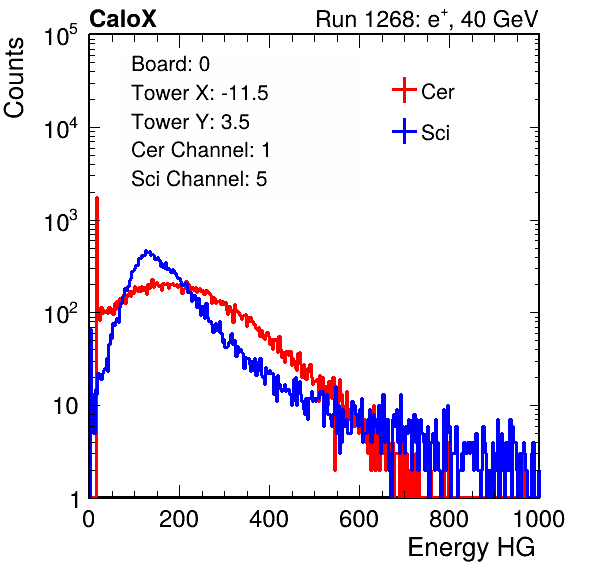 CaloX Run 1268: e⁺, 40 GeV
Counts
10⁵
10⁴
10³
10²
10
1
Board: 0
Tower X: -11.5
Tower Y: 3.5
Cer Channel: 1
Sci Channel: 5
Cer
Sci
0 200 400 600 800 1000
Energy HG